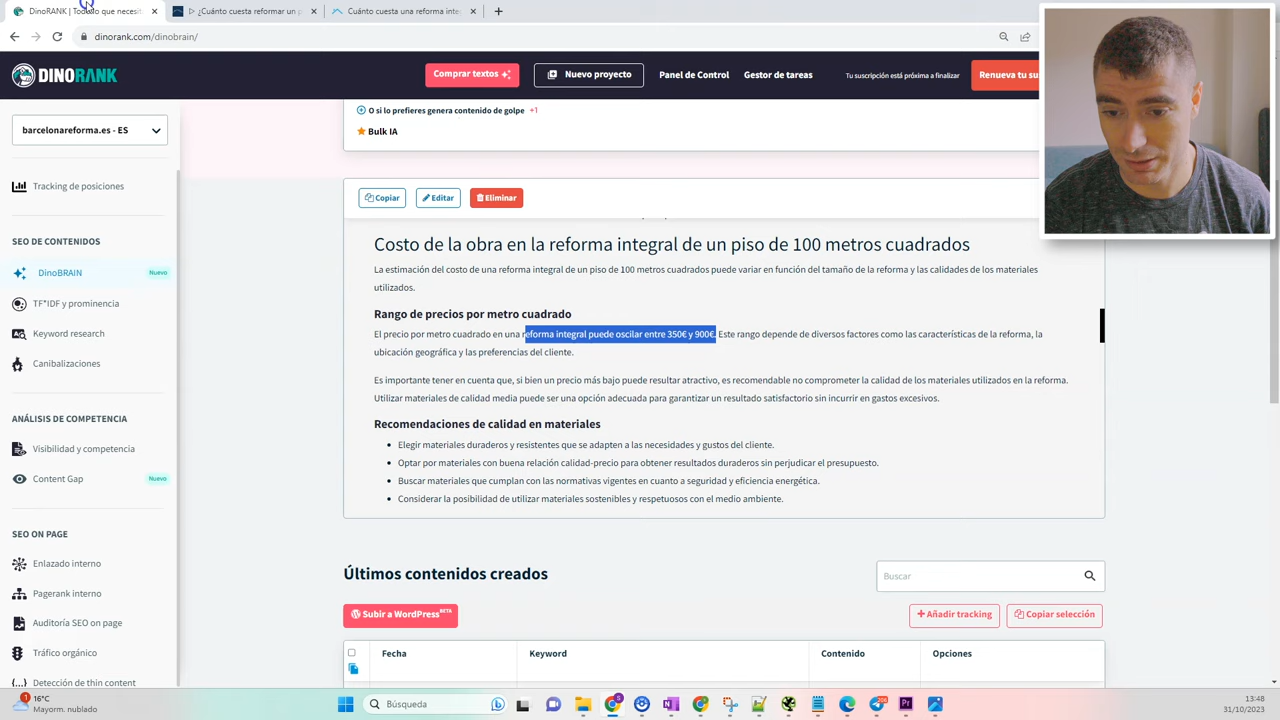 DinoRANK | Todo lo que necesit
▷ ¿Cuánto cuesta reformar un p
Cuánto cuesta una reforma inte
dinorank.com/dinobrain/
DINORANK
Comprar textos
Nuevo proyecto
Panel de Control
Gestor de tareas
Tu suscripción está próxima a finalizar
Renueva tu su
barcelonareforma.es - ES
Tracking de posiciones
SEO DE CONTENIDOS
DinoBRAIN
Nuevo
TF*IDF y prominencia
Keyword research
Canibalizaciones
ANÁLISIS DE COMPETENCIA
Visibilidad y competencia
Content Gap
Nuevo
SEO ON PAGE
Enlazado interno
Pagerank interno
Auditoría SEO on page
Tráfico orgánico
Detección de thin content
O si lo prefieres genera contenido de golpe +1
Bulk IA
Copiar
Editar
Eliminar
Costo de la obra en la reforma integral de un piso de 100 metros cuadrados
La estimación del costo de una reforma integral de un piso de 100 metros cuadrados puede variar en función del tamaño de la reforma y las calidades de los materiales
utilizados.
Rango de precios por metro cuadrado
El precio por metro cuadrado en una reforma integral puede oscilar entre 350€ y 900€. Este rango depende de diversos factores como las características de la reforma, la
ubicación geográfica y las preferencias del cliente.
Es importante tener en cuenta que, si bien un precio más bajo puede resultar atractivo, es recomendable no comprometer la calidad de los materiales utilizados en la reforma.
Utilizar materiales de calidad media puede ser una opción adecuada para garantizar un resultado satisfactorio sin incurrir en gastos excesivos.
Recomendaciones de calidad en materiales
• Elegir materiales duraderos y resistentes que se adapten a las necesidades y gustos del cliente.
• Optar por materiales con buena relación calidad-precio para obtener resultados duraderos sin perjudicar el presupuesto.
• Buscar materiales que cumplan con las normativas vigentes en cuanto a seguridad y eficiencia energética.
• Considerar la posibilidad de utilizar materiales sostenibles y respetuosos con el medio ambiente.
Últimos contenidos creados
Buscar
Subir a WordPress BETA
Añadir tracking
Copiar selección
Fecha
Keyword
Contenido
Opciones
1
16°C
Mayorm. nublado
Búsqueda
13:48
31/10/2023